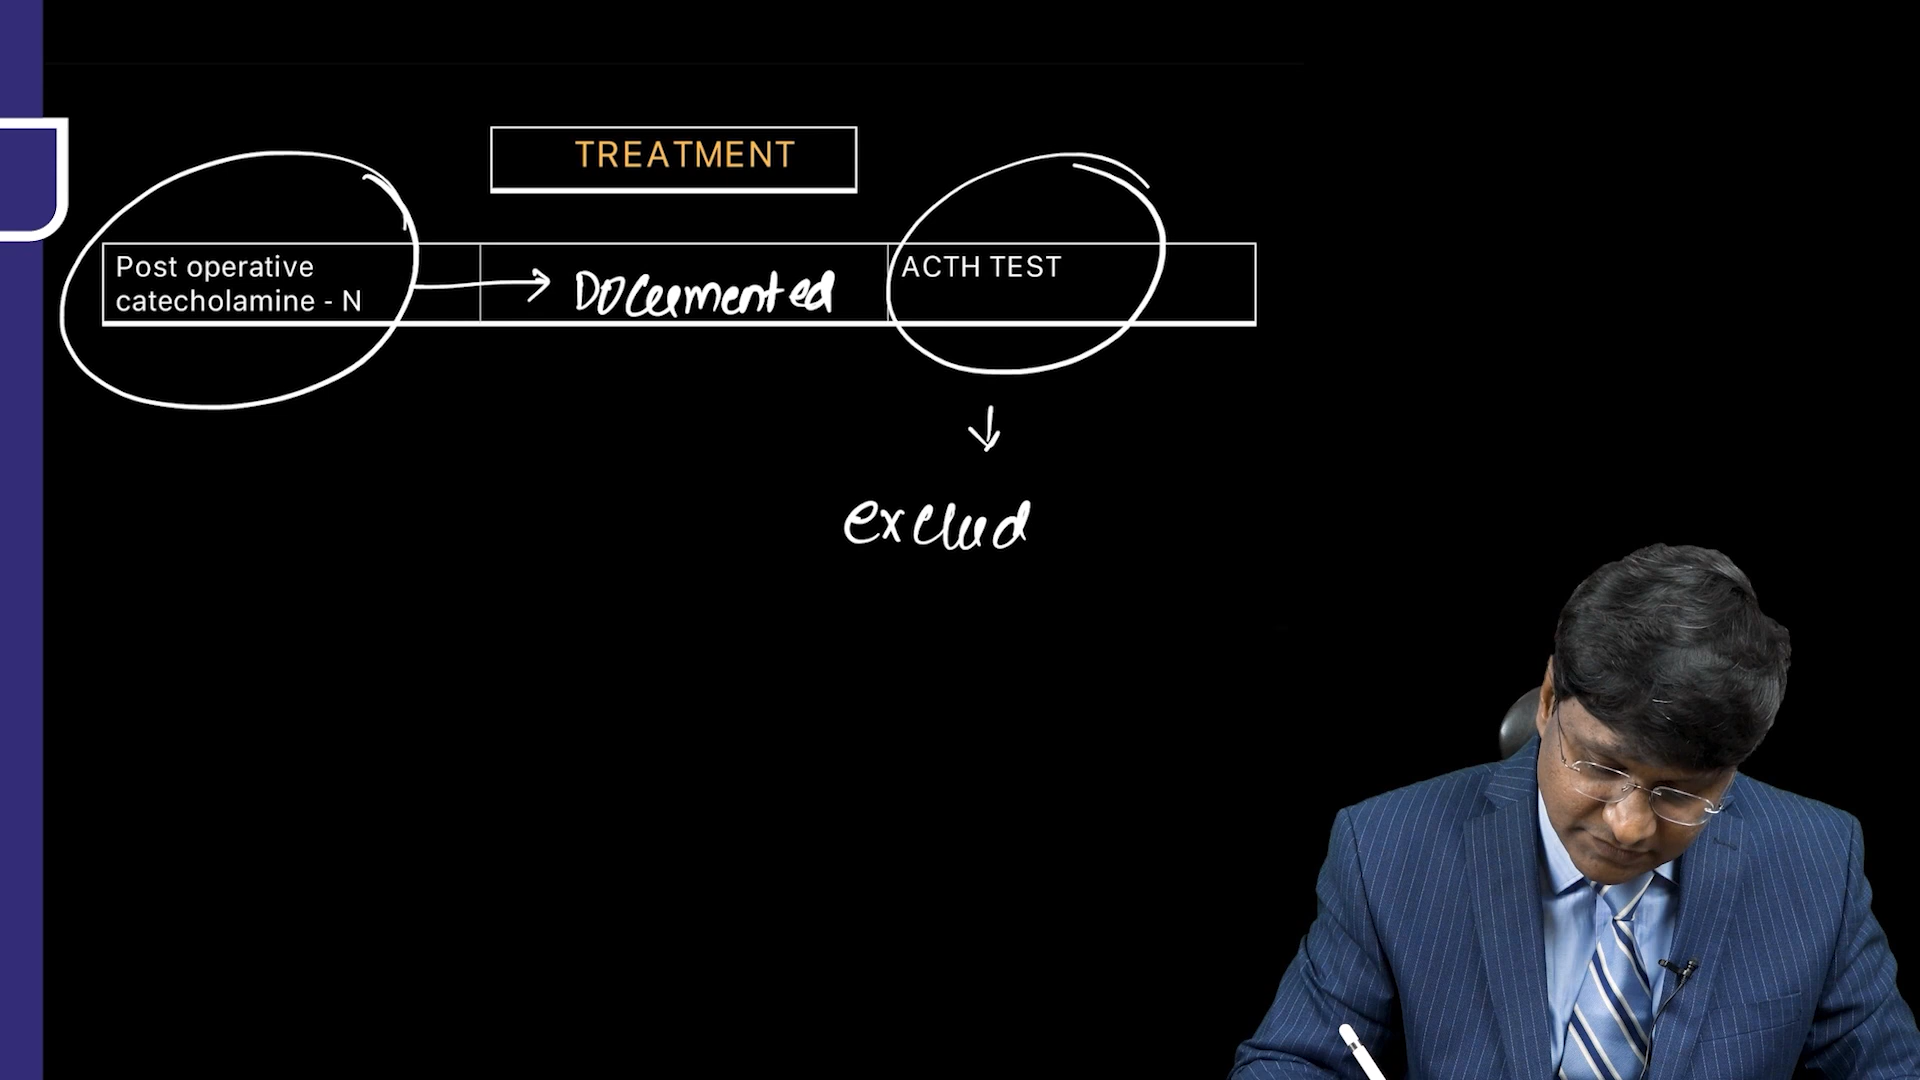 TREATMENT
Post operative
catecholamine - N
Documented
ACTH TEST
exclud